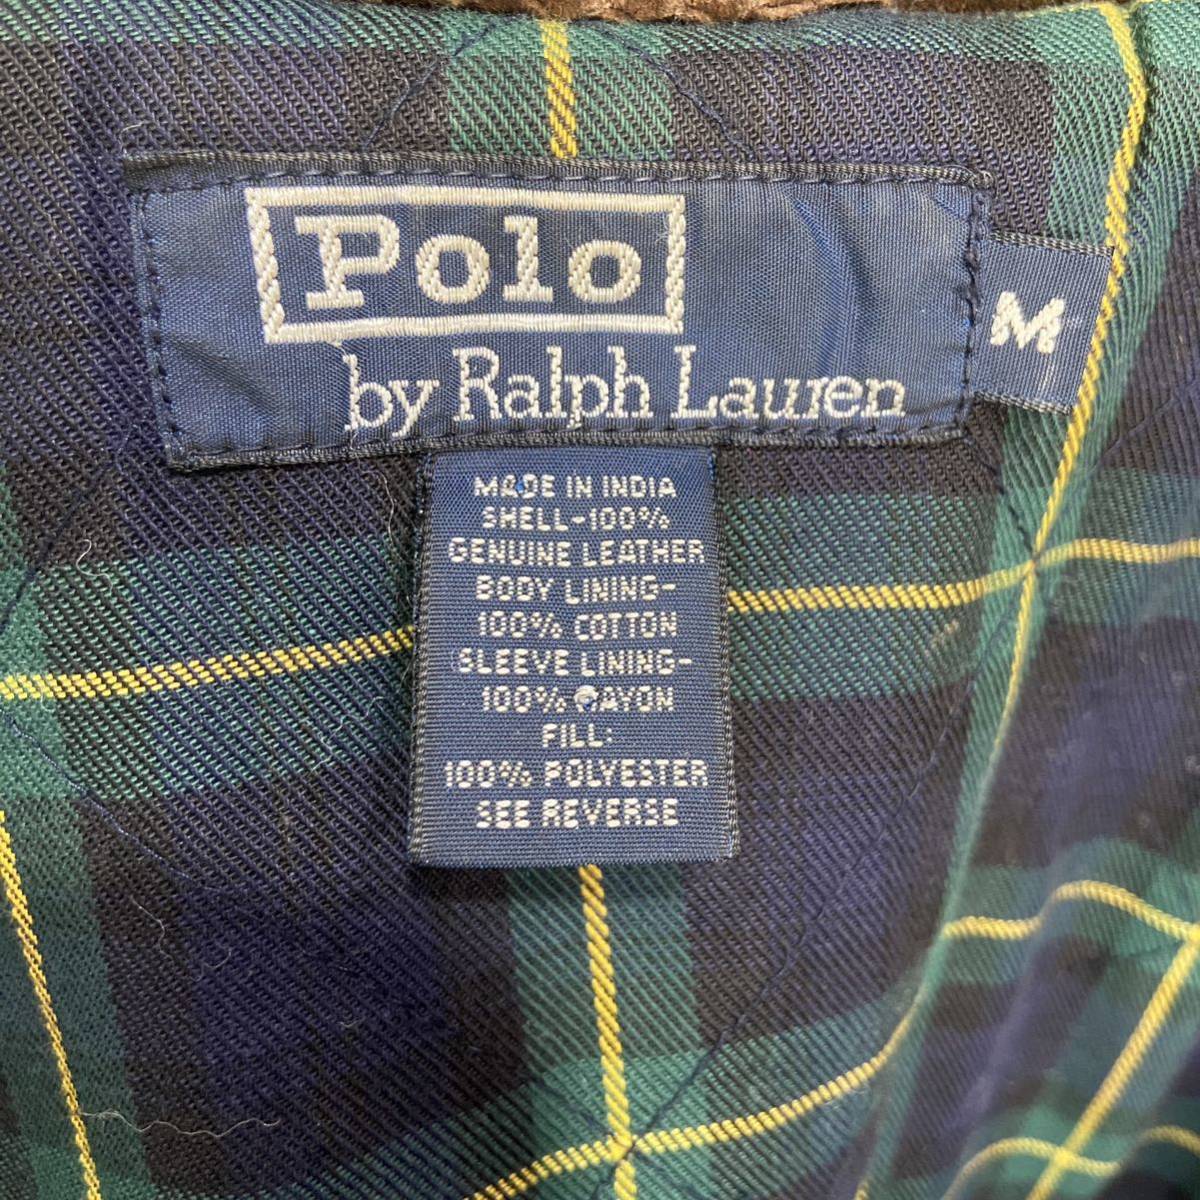 Polo
by Ralph Lauren
M
MADE IN INDIA
SHELL-100%
GENUINE LEATHER
BODY LINING-
100% COTTON
SLEEVE LINING-
100% RAYON
FILL:
100% POLYESTER
SEE REVERSE